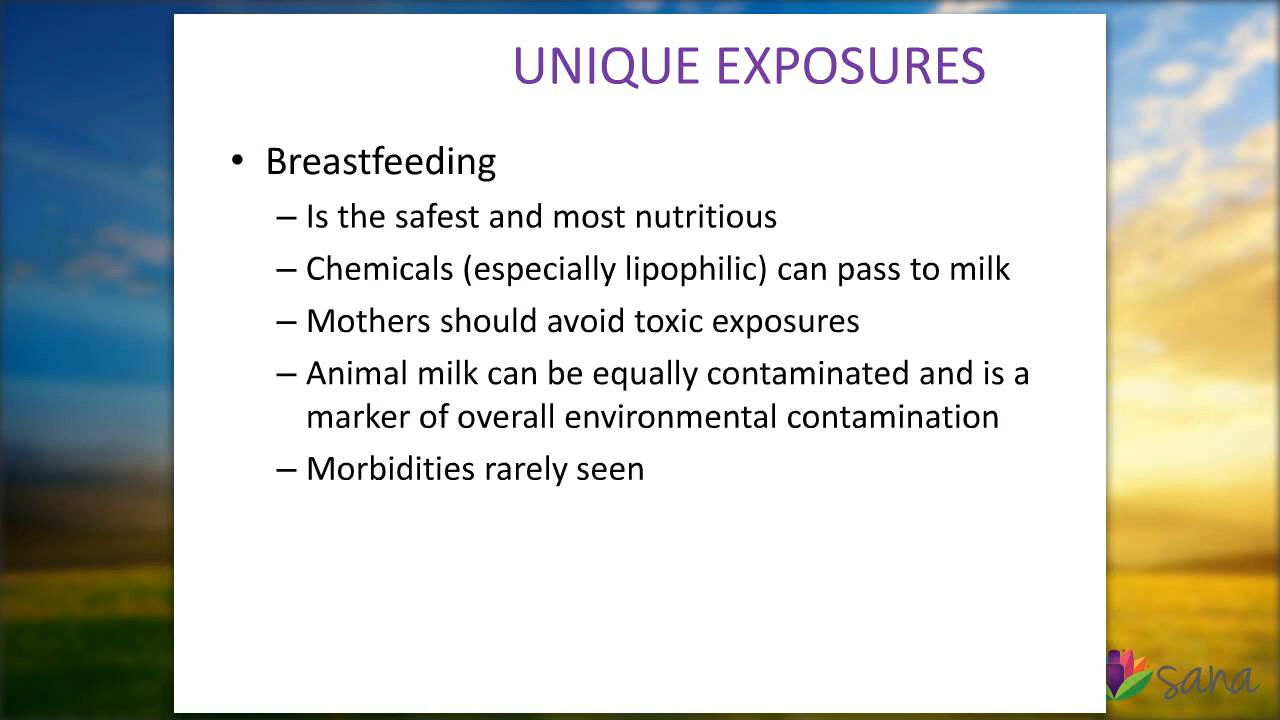 UNIQUE EXPOSURES
• Breastfeeding
– Is the safest and most nutritious
– Chemicals (especially lipophilic) can pass to milk
– Mothers should avoid toxic exposures
– Animal milk can be equally contaminated and is a
marker of overall environmental contamination
– Morbidities rarely seen
sana